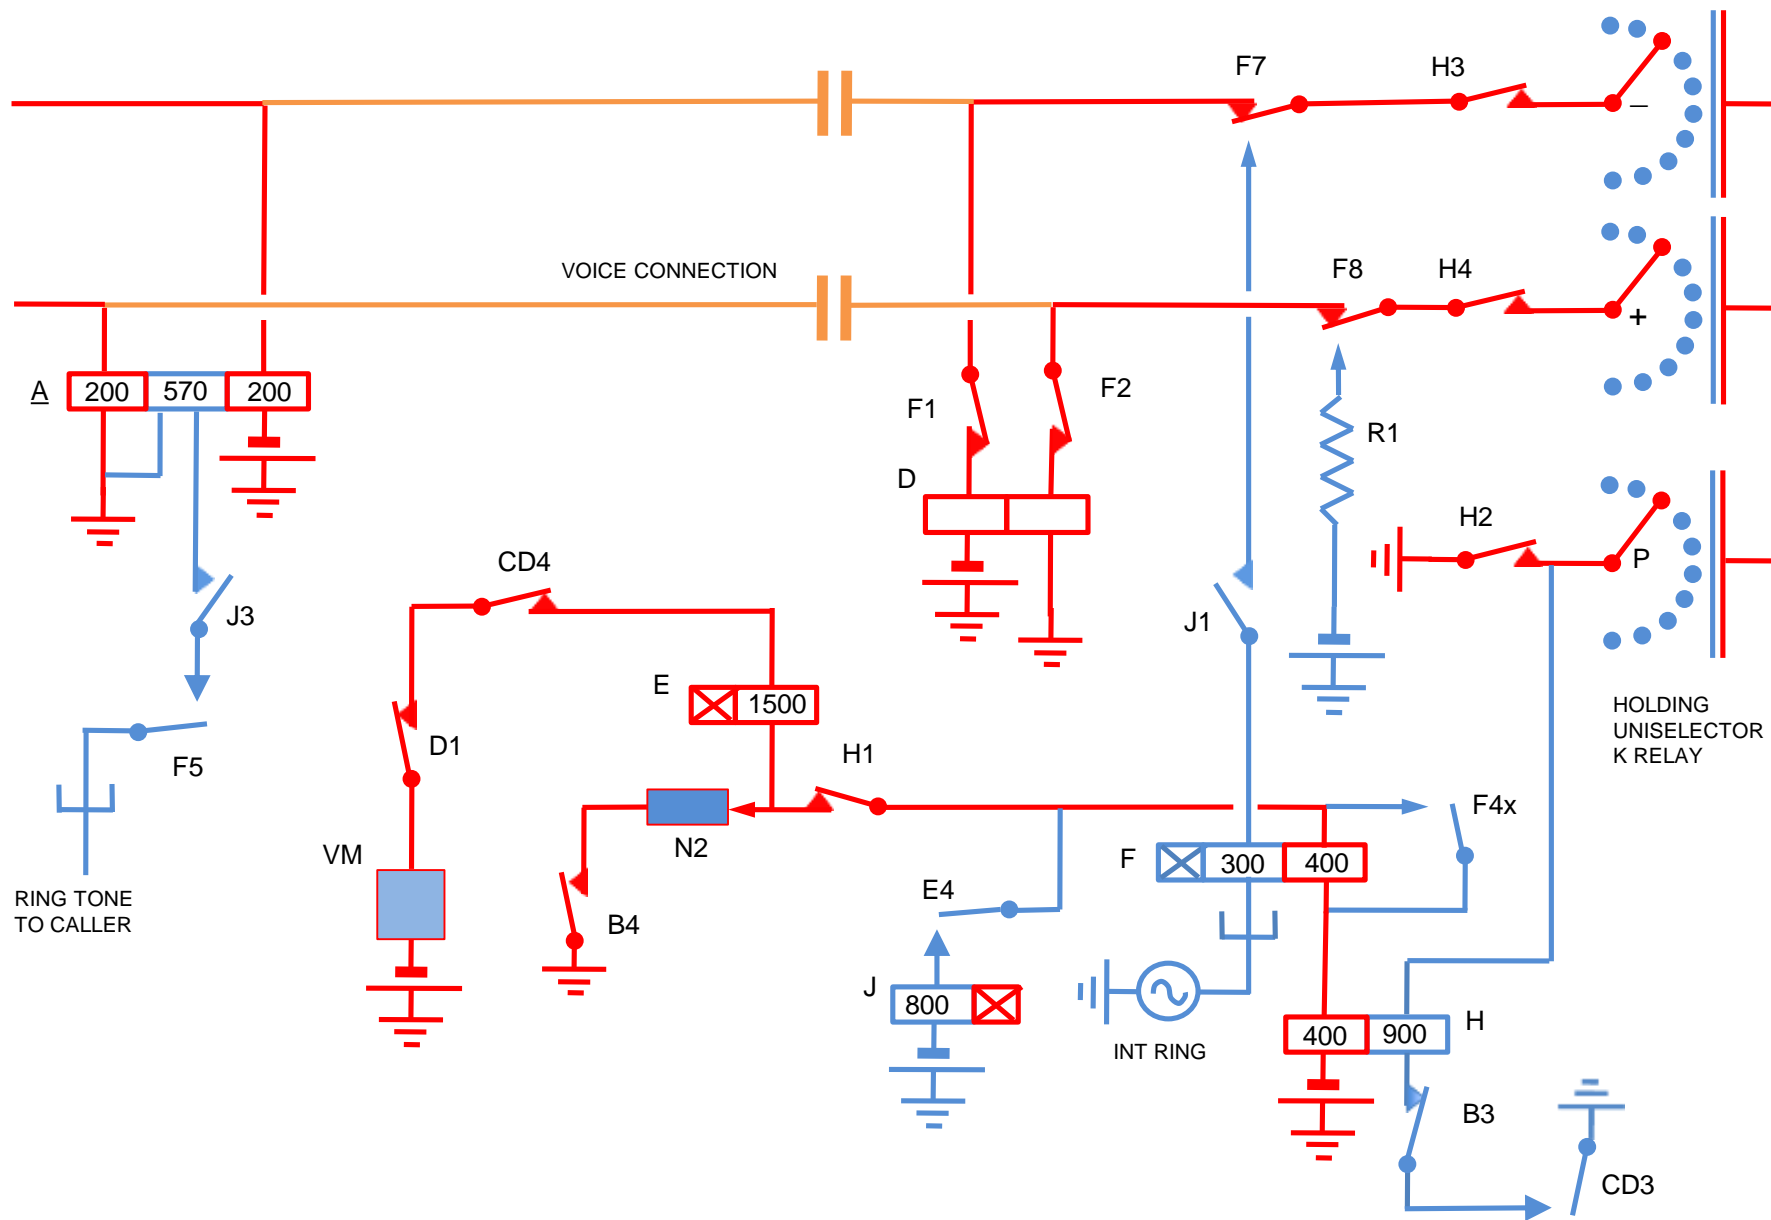 F7
H3
–
VOICE CONNECTION
F8
H4
+
A
200
570
200
F1
F2
R1
D
H2
P
CD4
J3
J1
E
1500
HOLDING
UNISELECTOR
K RELAY
D1
F5
H1
F4x
N2
VM
F
300
400
E4
RING TONE
TO CALLER
B4
J
800
H
400
900
INT RING
B3
CD3